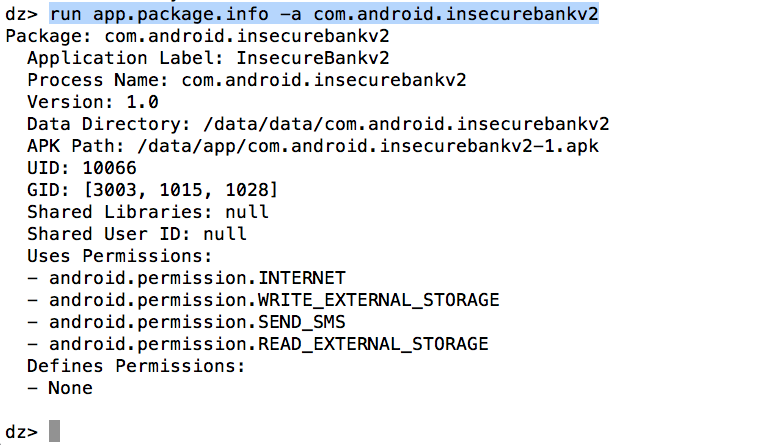 dz> run app.package.info -a com.android.insecurebankv2
Package: com.android.insecurebankv2
  Application Label: InsecureBankv2
  Process Name: com.android.insecurebankv2
  Version: 1.0
  Data Directory: /data/data/com.android.insecurebankv2
  APK Path: /data/app/com.android.insecurebankv2-1.apk
  UID: 10066
  GID: [3003, 1015, 1028]
  Shared Libraries: null
  Shared User ID: null
  Uses Permissions:
  - android.permission.INTERNET
  - android.permission.WRITE_EXTERNAL_STORAGE
  - android.permission.SEND_SMS
  - android.permission.READ_EXTERNAL_STORAGE
  Defines Permissions:
  - None
dz>